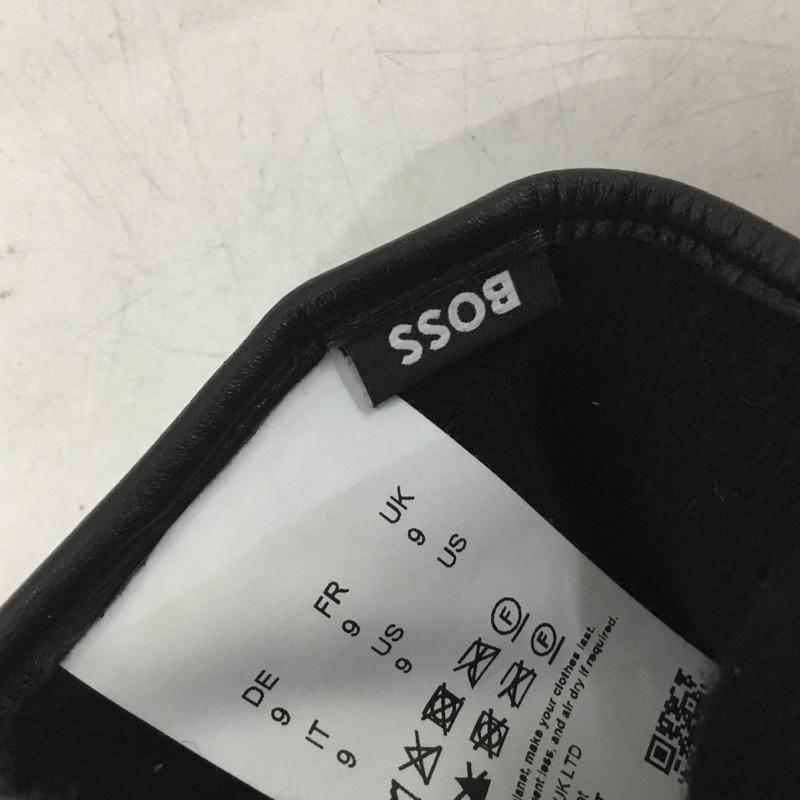 BOSS
DE FR UK
9 9 9
IT US US
9 9
F
F
planet, make your clothes last.
less, and air dry if required.
UK LTD